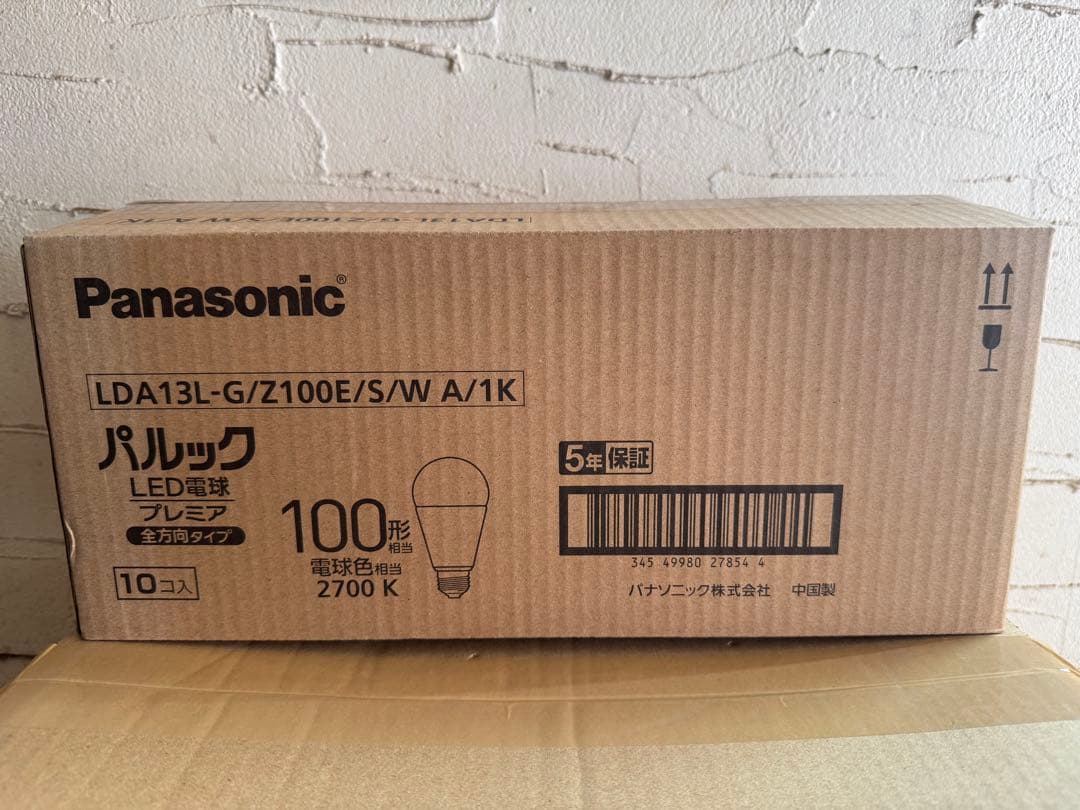 LDA13L-G/Z100E/S/W A/1K
Panasonic®
LDA13L-G/Z100E/S/W A/1K
パルック
LED電球
プレミア
全方向タイプ
10コ入
100形
相当
電球色相当
2700 K
5年保証
345 49980 27854 4
パナソニック株式会社 中国製